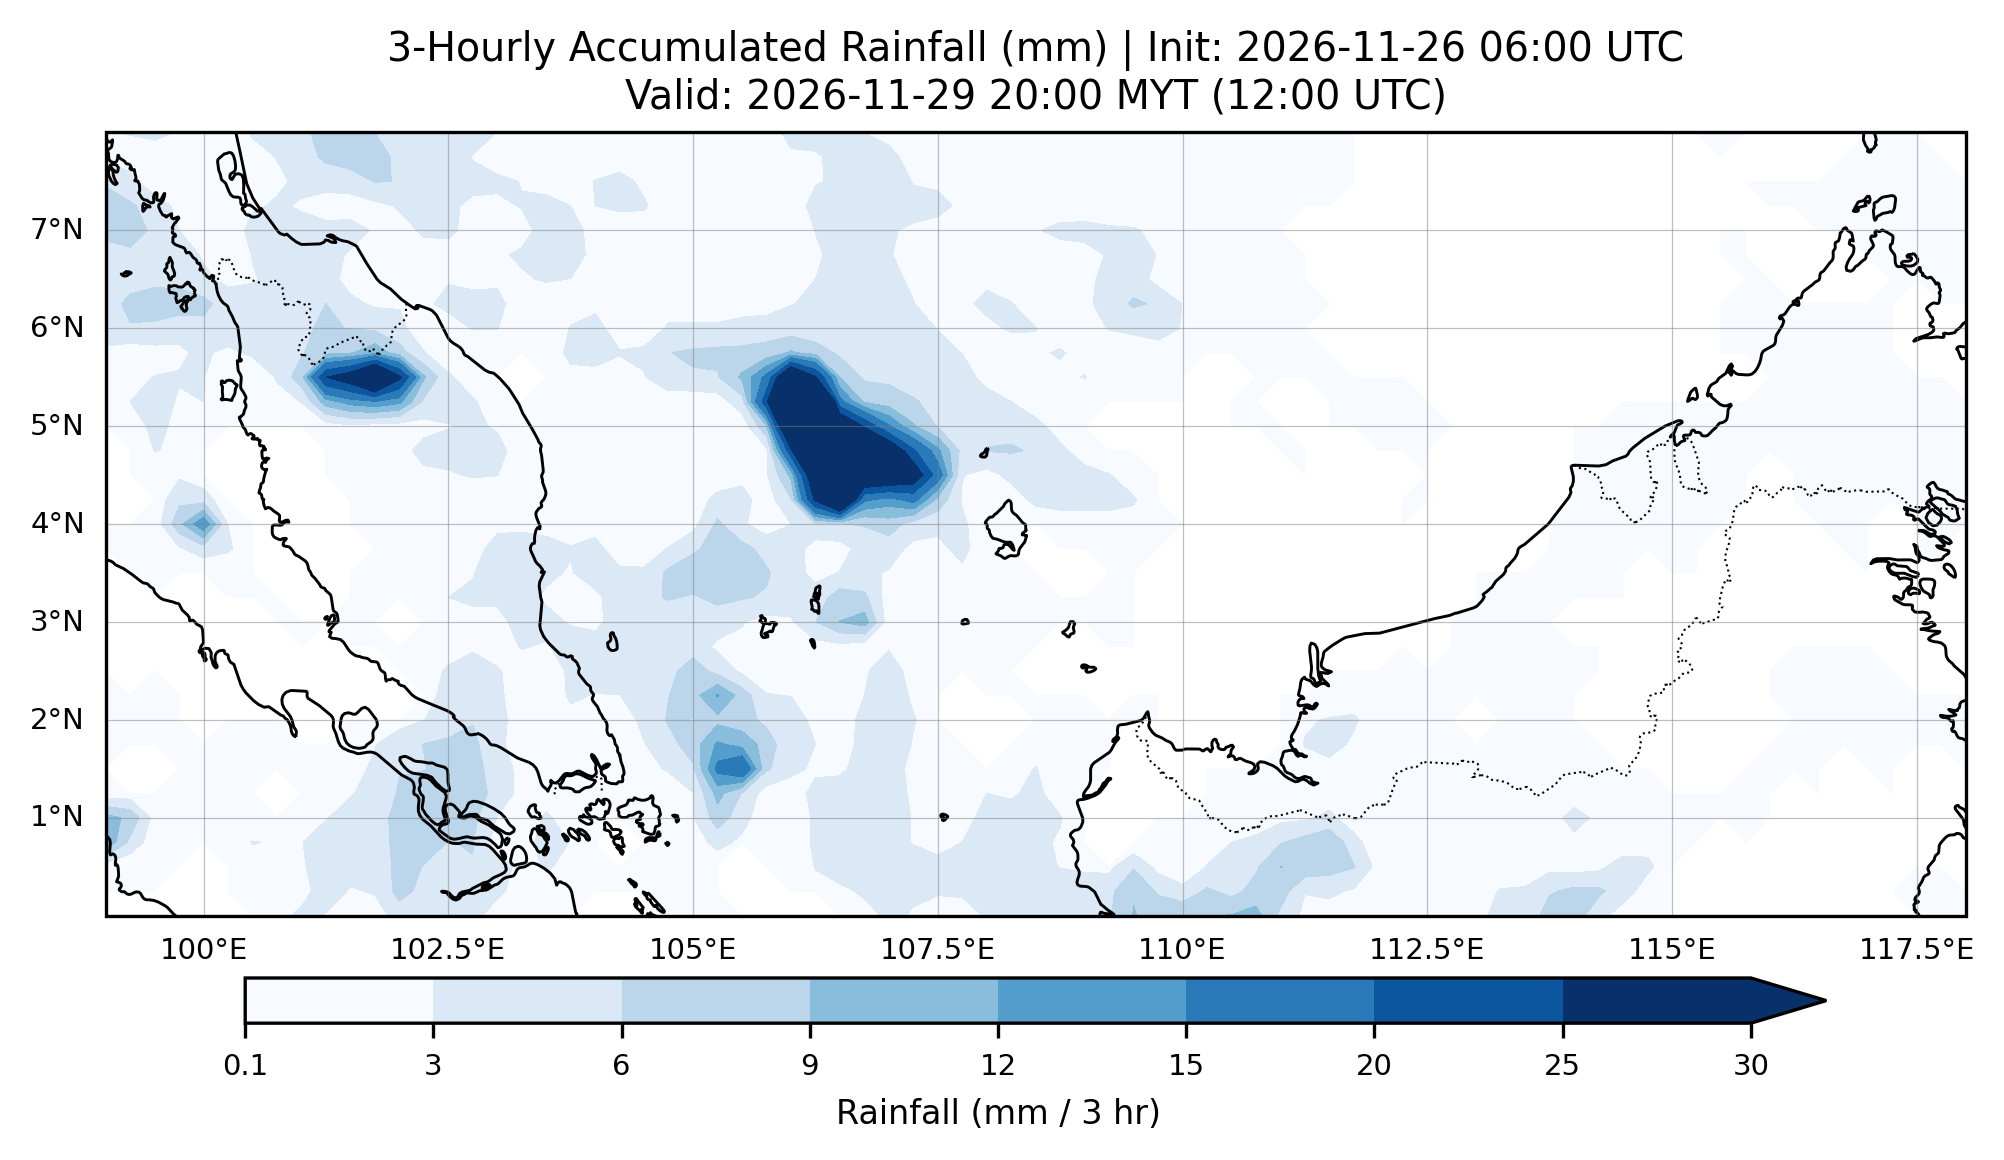 3-Hourly Accumulated Rainfall (mm) | Init: 2026-11-26 06:00 UTC
Valid: 2026-11-29 20:00 MYT (12:00 UTC)
7°N
6°N
5°N
4°N
3°N
2°N
1°N
100°E 102.5°E 105°E 107.5°E 110°E 112.5°E 115°E 117.5°E
0.1 3 6 9 12 15 20 25 30
Rainfall (mm / 3 hr)